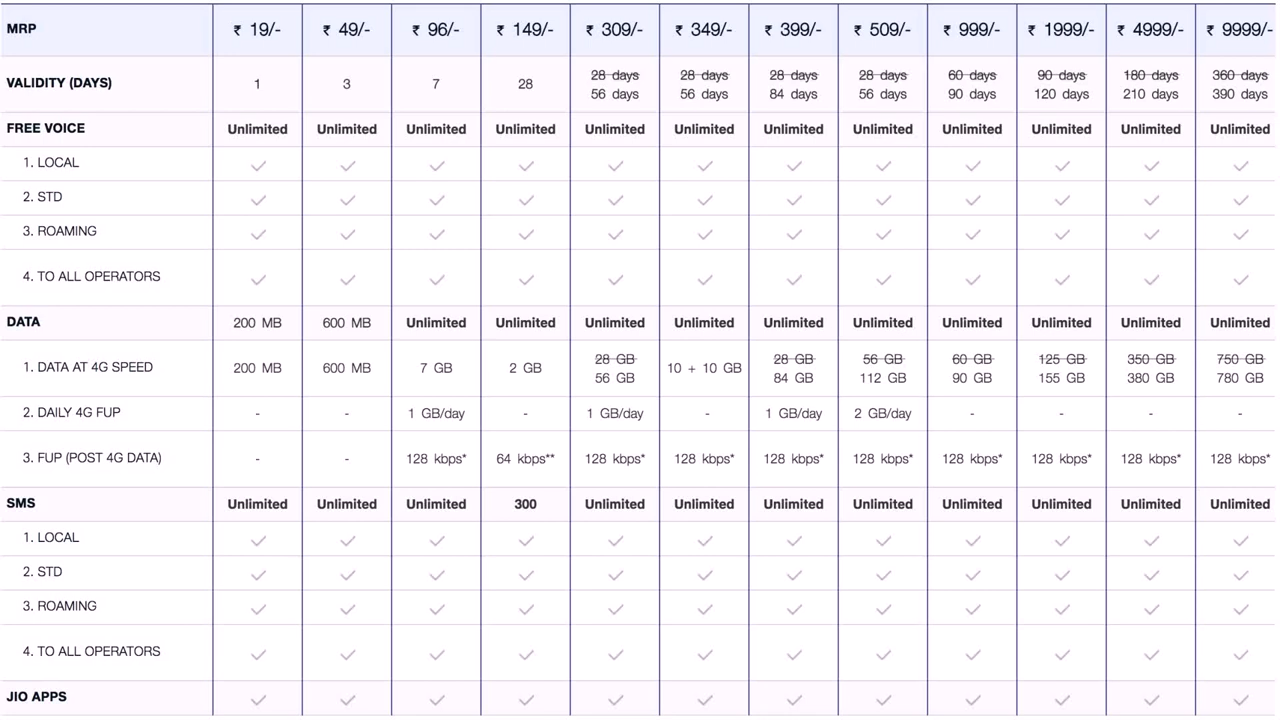 MRP ₹ 19/- ₹ 49/- ₹ 96/- ₹ 149/- ₹ 309/- ₹ 349/- ₹ 399/- ₹ 509/- ₹ 999/- ₹ 1999/- ₹ 4999/- ₹ 9999/-
VALIDITY (DAYS) 1 3 7 28 28 days 28 days 28 days 28 days 60 days 90 days 180 days 360 days
56 days 56 days 84 days 56 days 90 days 120 days 210 days 390 days
FREE VOICE Unlimited Unlimited Unlimited Unlimited Unlimited Unlimited Unlimited Unlimited Unlimited Unlimited Unlimited Unlimited
1. LOCAL ✓ ✓ ✓ ✓ ✓ ✓ ✓ ✓ ✓ ✓ ✓ ✓
2. STD ✓ ✓ ✓ ✓ ✓ ✓ ✓ ✓ ✓ ✓ ✓ ✓
3. ROAMING ✓ ✓ ✓ ✓ ✓ ✓ ✓ ✓ ✓ ✓ ✓ ✓
4. TO ALL OPERATORS ✓ ✓ ✓ ✓ ✓ ✓ ✓ ✓ ✓ ✓ ✓ ✓
DATA 200 MB 600 MB Unlimited Unlimited Unlimited Unlimited Unlimited Unlimited Unlimited Unlimited Unlimited Unlimited
1. DATA AT 4G SPEED 200 MB 600 MB 7 GB 2 GB 28 GB 10 + 10 GB 28 GB 56 GB 60 GB 125 GB 350 GB 750 GB
56 GB 84 GB 112 GB 90 GB 155 GB 380 GB 780 GB
2. DAILY 4G FUP - - 1 GB/day - 1 GB/day - 1 GB/day 2 GB/day - - - -
3. FUP (POST 4G DATA) - - 128 kbps* 64 kbps** 128 kbps* 128 kbps* 128 kbps* 128 kbps* 128 kbps* 128 kbps* 128 kbps* 128 kbps*
SMS Unlimited Unlimited Unlimited 300 Unlimited Unlimited Unlimited Unlimited Unlimited Unlimited Unlimited Unlimited
1. LOCAL ✓ ✓ ✓ ✓ ✓ ✓ ✓ ✓ ✓ ✓ ✓ ✓
2. STD ✓ ✓ ✓ ✓ ✓ ✓ ✓ ✓ ✓ ✓ ✓ ✓
3. ROAMING ✓ ✓ ✓ ✓ ✓ ✓ ✓ ✓ ✓ ✓ ✓ ✓
4. TO ALL OPERATORS ✓ ✓ ✓ ✓ ✓ ✓ ✓ ✓ ✓ ✓ ✓ ✓
JIO APPS ✓ ✓ ✓ ✓ ✓ ✓ ✓ ✓ ✓ ✓ ✓ ✓